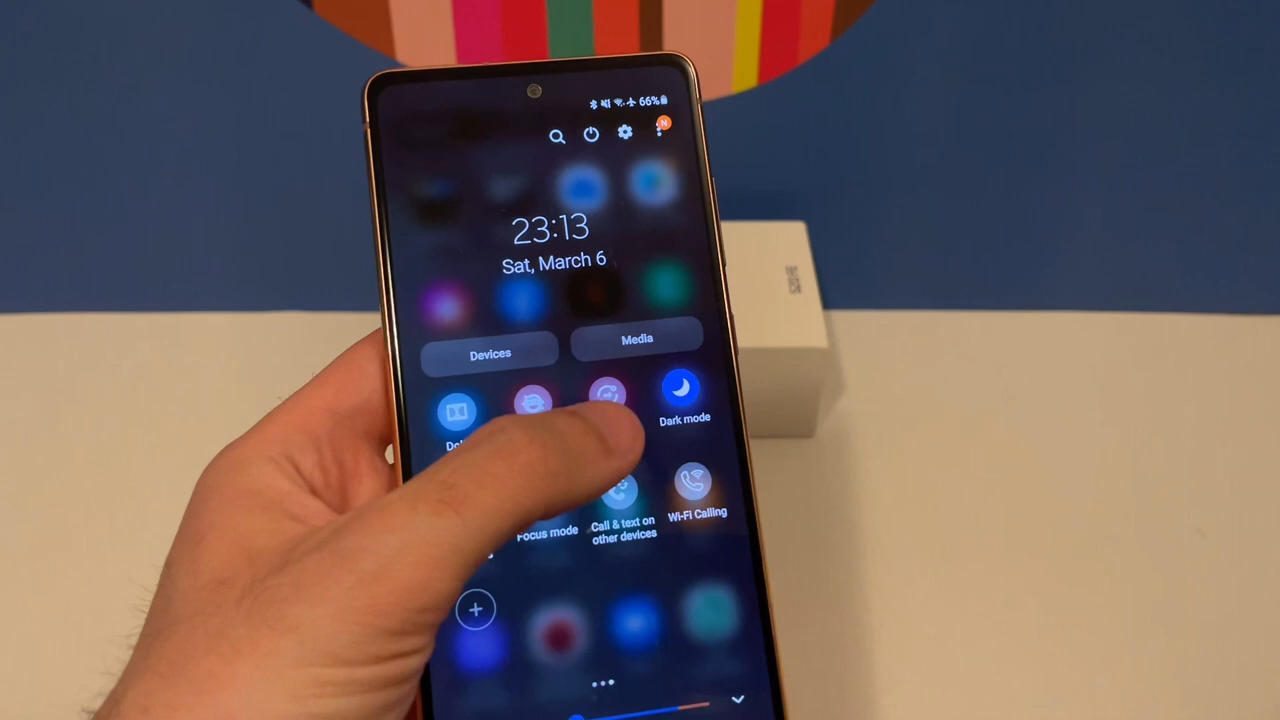 66%
N
23:13
Sat, March 6
Devices
Media
Dark mode
Focus mode
Call & text on
other devices
Wi-Fi Calling